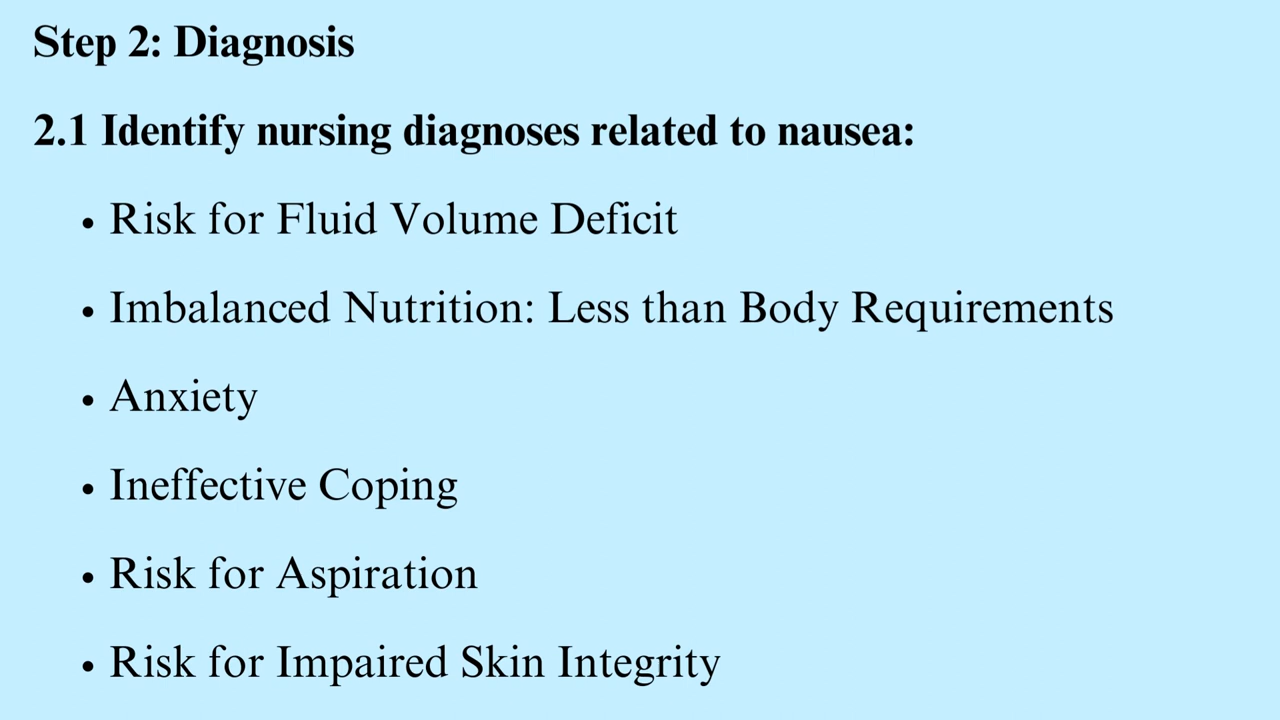 Step 2: Diagnosis
2.1 Identify nursing diagnoses related to nausea:
• Risk for Fluid Volume Deficit
• Imbalanced Nutrition: Less than Body Requirements
• Anxiety
• Ineffective Coping
• Risk for Aspiration
• Risk for Impaired Skin Integrity